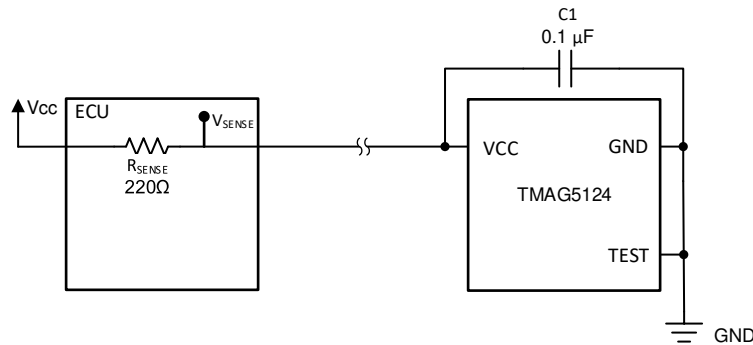 C1
0.1 µF
Vcc
ECU
VSENSE
RSENSE
220Ω
VCC
GND
TMAG5124
TEST
GND